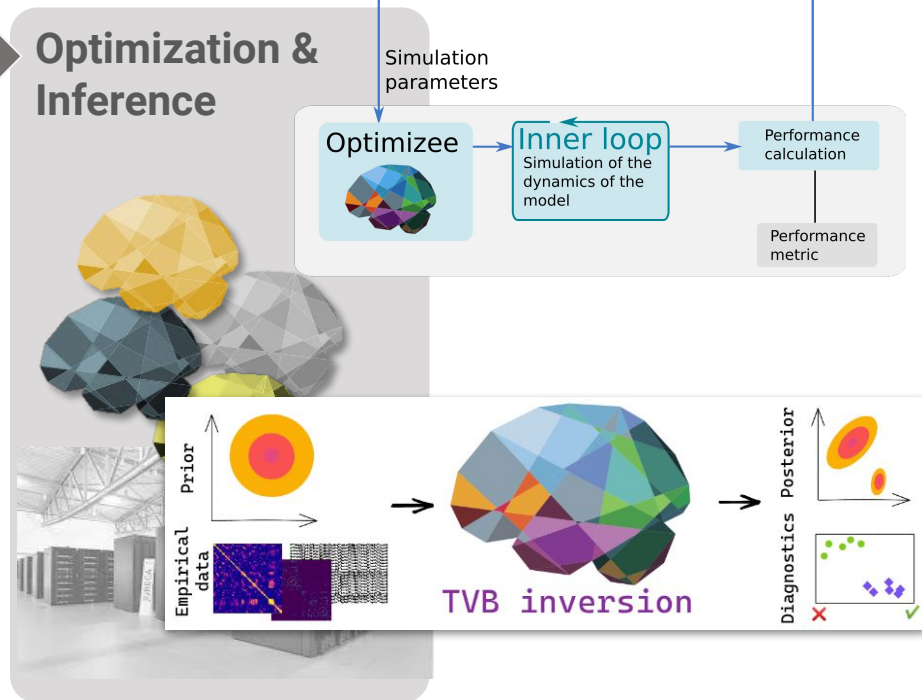 Optimization &
Inference
Simulation
parameters
Optimizee
Inner loop
Simulation of the
dynamics of the
model
Performance
calculation
Performance
metric
Prior
Empirical
data
TVB inversion
Posterior
Diagnostics
JURECA